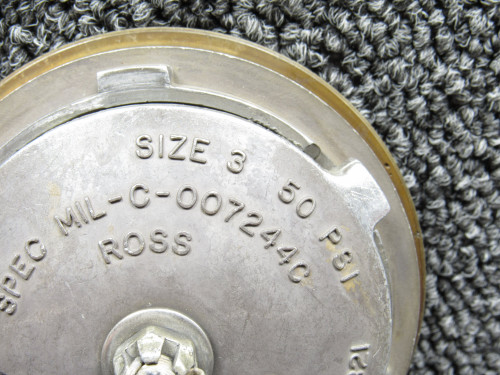 SIZE 3 50 PSI
SPEC MIL-C-007244C
ROSS